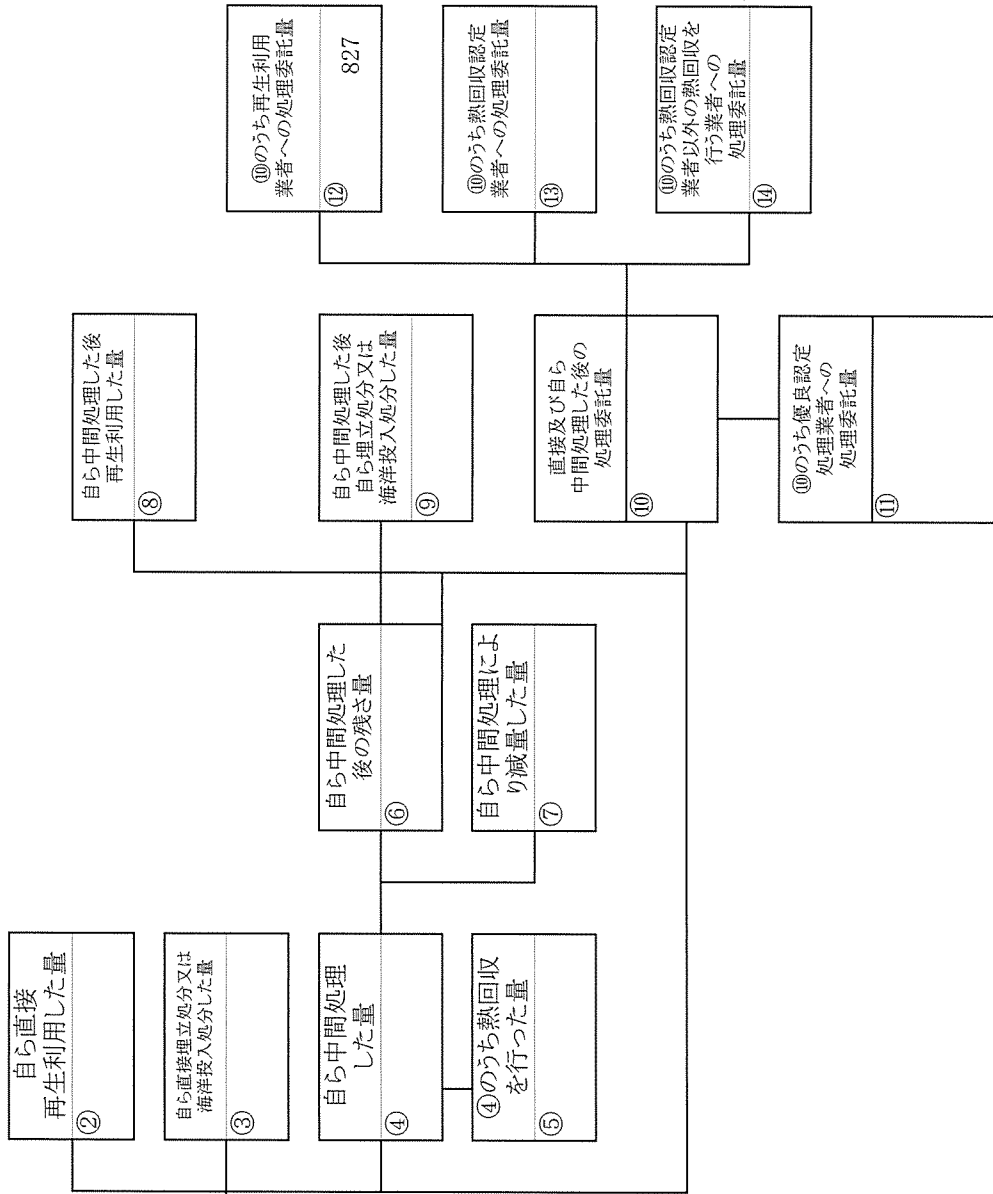 自ら直接
再生利用した量
②
自ら直接埋立処分又は
海洋投入処分した量
③
自ら中間処理
した量
④
④のうち熱回収
を行った量
⑤
自ら中間処理した
後の残さ量
⑥
自ら中間処理によ
り減量した量
⑦
自ら中間処理した後
再生利用した量
⑧
自ら中間処理した後
自ら埋立処分又は
海洋投入処分した量
⑨
直接及び自ら
中間処理した後の
処理委託量
⑩
⑩のうち優良認定
処理業者への
処理委託量
⑪
⑩のうち再生利用
業者への処理委託量
⑫
827
⑩のうち熱回収認定
業者への処理委託量
⑬
⑩のうち熱回収認定
業者以外の熱回収を
行う業者への
処理委託量
⑭